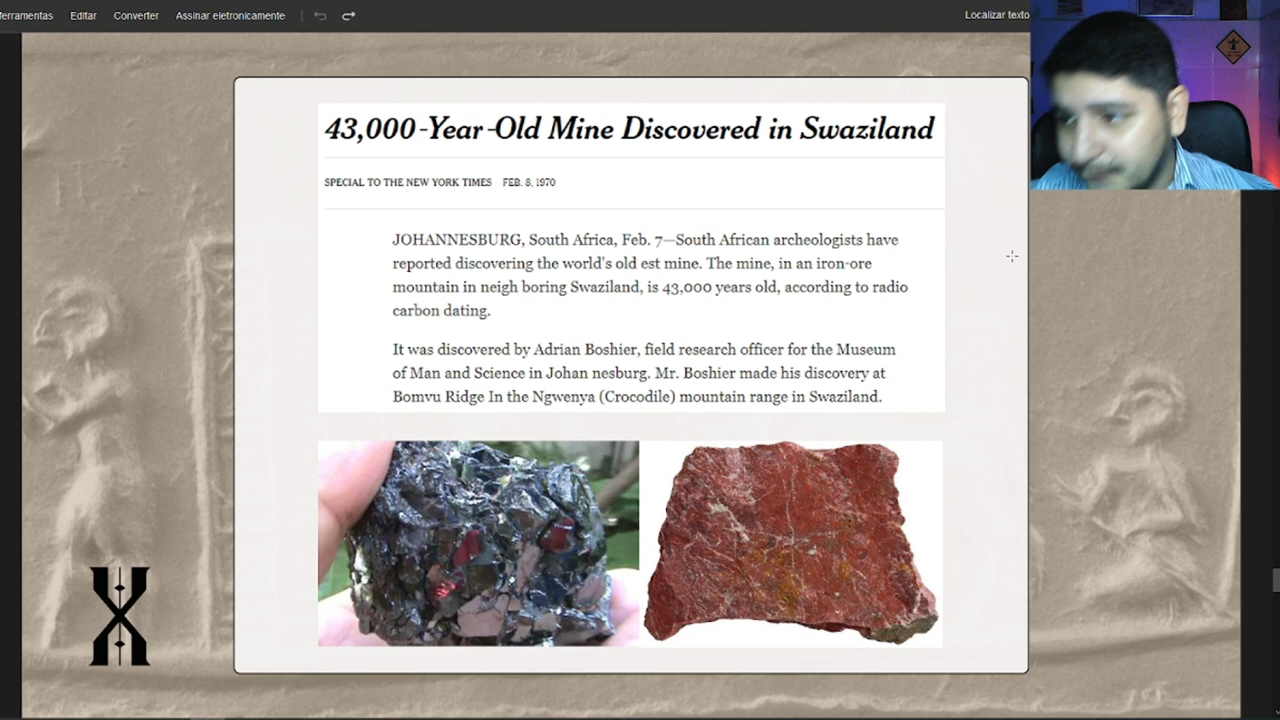 ferramentas Editar Converter Assinar eletronicamente Localizar texto
43,000-Year-Old Mine Discovered in Swaziland
SPECIAL TO THE NEW YORK TIMES FEB. 8, 1970
JOHANNESBURG, South Africa, Feb. 7—South African archeologists have
reported discovering the world's old est mine. The mine, in an iron-ore
mountain in neigh boring Swaziland, is 43,000 years old, according to radio
carbon dating.
It was discovered by Adrian Boshier, field research officer for the Museum
of Man and Science in Johan nesburg. Mr. Boshier made his discovery at
Bomvu Ridge In the Ngwenya (Crocodile) mountain range in Swaziland.